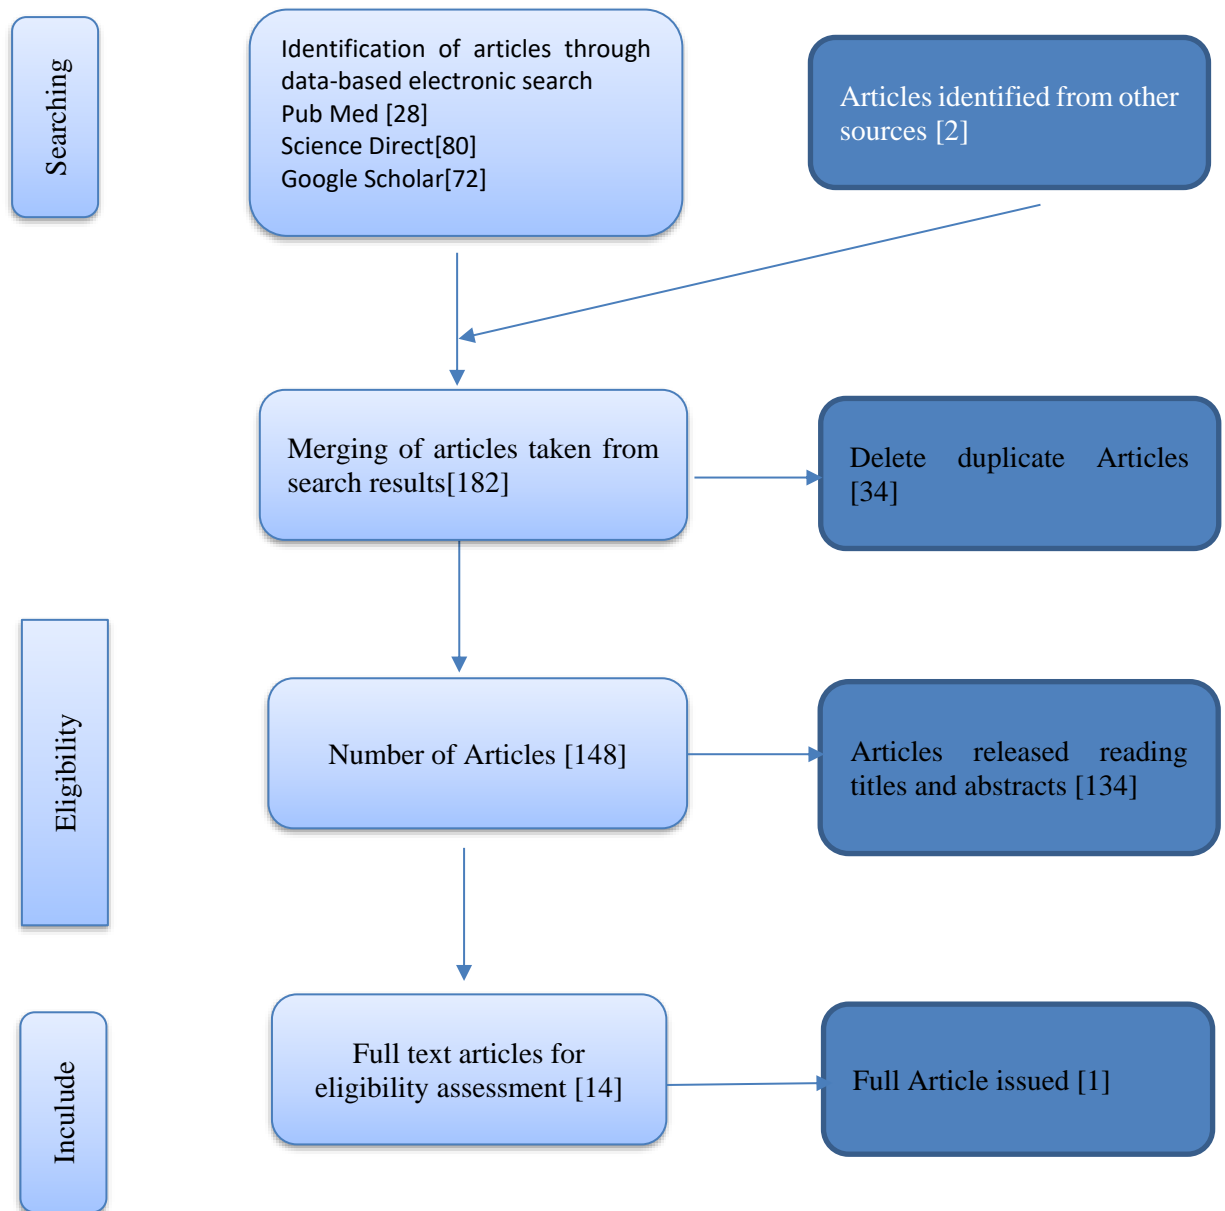 Searching
Identification of articles through
data-based electronic search
Pub Med [28]
Science Direct[80]
Google Scholar[72]
Articles identified from other
sources [2]
Merging of articles taken from
search results[182]
Delete duplicate Articles
[34]
Eligibility
Number of Articles [148]
Articles released reading
titles and abstracts [134]
Inculude
Full text articles for
eligibility assessment [14]
Full Article issued [1]